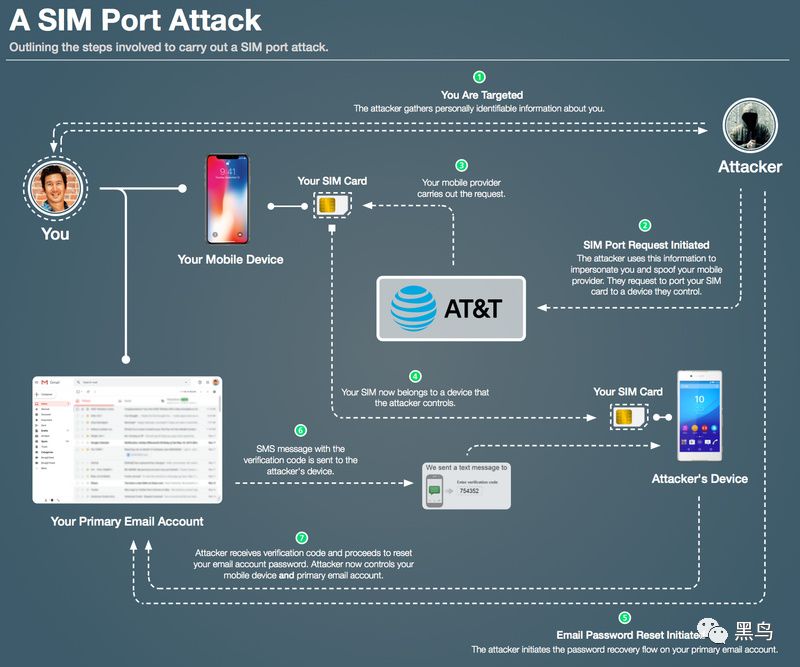 A SIM Port Attack
Outlining the steps involved to carry out a SIM port attack.
1
You Are Targeted
The attacker gathers personally identifiable information about you.
You
9:41
Your Mobile Device
Your SIM Card
3
Your mobile provider
carries out the request.
Attacker
2
SIM Port Request Initiated
The attacker uses this information to
impersonate you and spoof your mobile
provider. They request to port your SIM
card to a device they control.
AT&T
4
Your SIM now belongs to a device that
the attacker controls.
Your SIM Card
10
Attacker's Device
Gmail
Your Primary Email Account
6
SMS message with the
verification code is sent to the
attacker's device.
We sent a text message to
Enter verification code
754352
7
Attacker receives verification code and proceeds to reset
your email account password. Attacker now controls your
mobile device and primary email account.
5
Email Password Reset Initiated
The attacker initiates the password recovery flow on your primary email account.
黑鸟